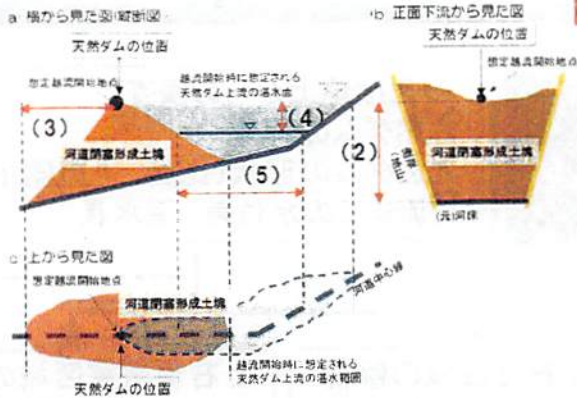 a 横から見た図(縦断図)
天然ダムの位置
想定越流開始地点
越流開始時に想定される
天然ダム上流の湛水位
(3)
(4)
(2)
(5)
河道閉塞形成土塊
b 正面下流から見た図
天然ダムの位置
想定越流開始地点
河道閉塞形成土塊
(地山)
(元)河床
c 上から見た図
想定越流開始地点
河道閉塞形成土塊
河道中心線
天然ダムの位置
越流開始時に想定される
天然ダム上流の湛水範囲